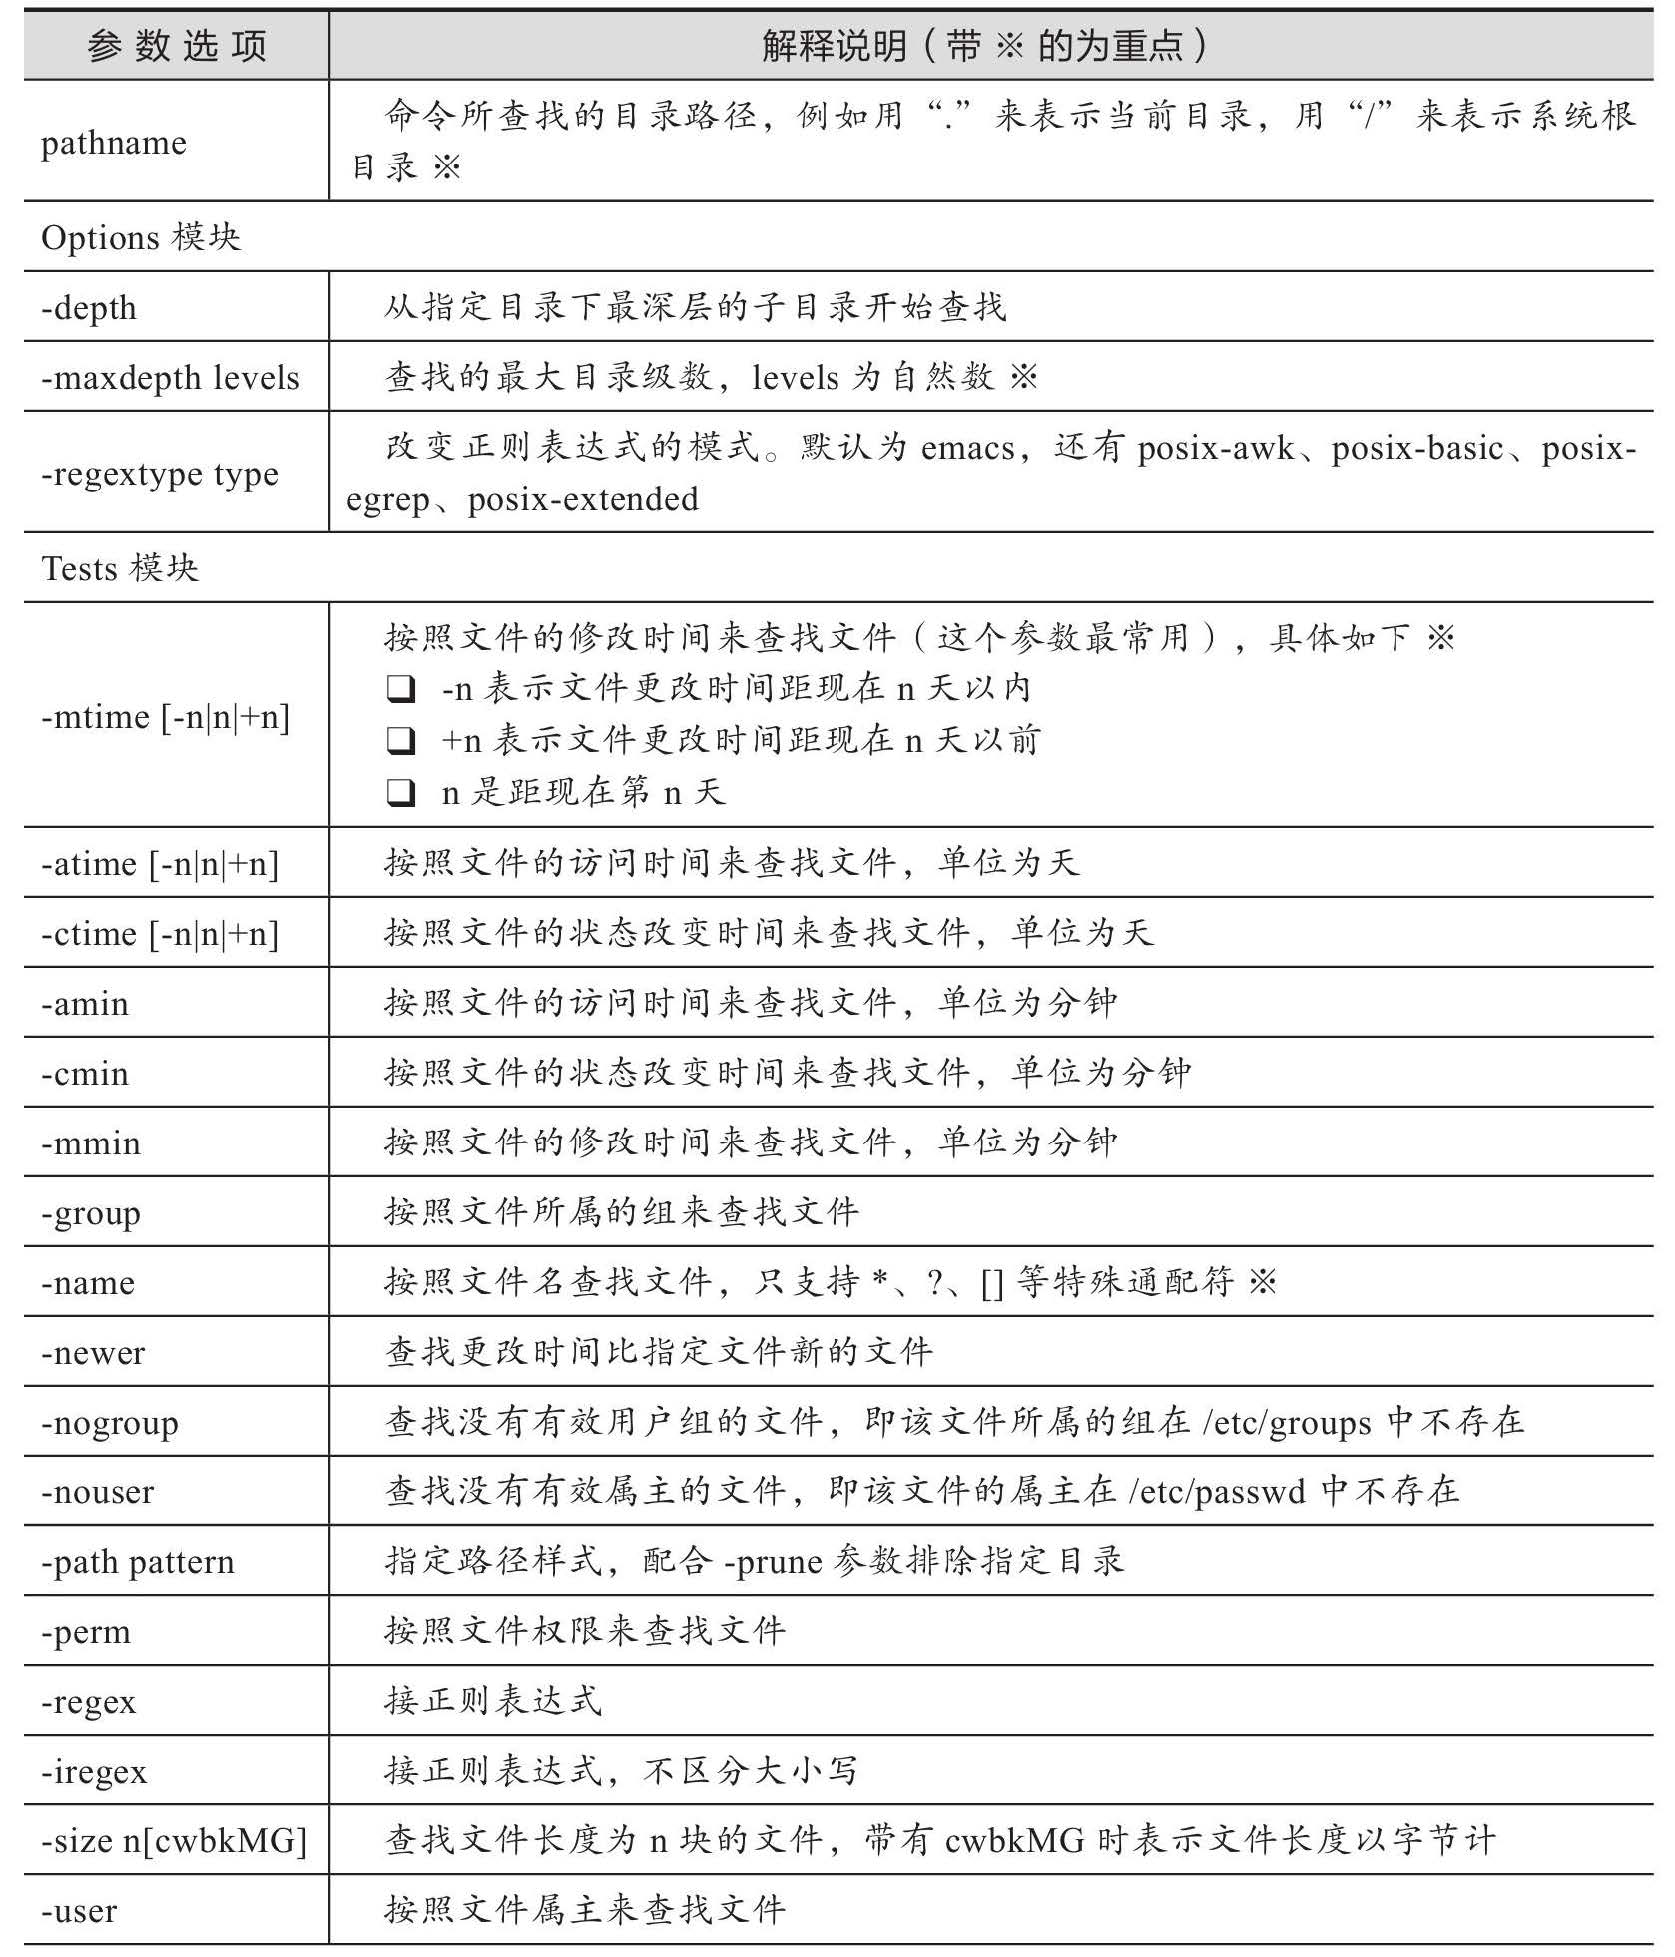 参数选项 解释说明（带 ※ 的为重点）
pathname 命令所查找的目录路径，例如用“.”来表示当前目录，用“/”来表示系统根
目录 ※
Options 模块
-depth 从指定目录下最深层的子目录开始查找
-maxdepth levels 查找的最大目录级数，levels 为自然数 ※
-regextype type 改变正则表达式的模式。默认为 emacs，还有 posix-awk、posix-basic、posix-
egrep、posix-extended
Tests 模块
-mtime [-n|n|+n] 按照文件的修改时间来查找文件（这个参数最常用），具体如下 ※
❑ -n 表示文件更改时间距现在 n 天以内
❑ +n 表示文件更改时间距现在 n 天以前
❑ n 是距现在第 n 天
-atime [-n|n|+n] 按照文件的访问时间来查找文件，单位为天
-ctime [-n|n|+n] 按照文件的状态改变时间来查找文件，单位为天
-amin 按照文件的访问时间来查找文件，单位为分钟
-cmin 按照文件的状态改变时间来查找文件，单位为分钟
-mmin 按照文件的修改时间来查找文件，单位为分钟
-group 按照文件所属的组来查找文件
-name 按照文件名查找文件，只支持 *、?、[] 等特殊通配符 ※
-newer 查找更改时间比指定文件新的文件
-nogroup 查找没有有效用户组的文件，即该文件所属的组在 /etc/groups 中不存在
-nouser 查找没有有效属主的文件，即该文件的属主在 /etc/passwd 中不存在
-path pattern 指定路径样式，配合 -prune 参数排除指定目录
-perm 按照文件权限来查找文件
-regex 接正则表达式
-iregex 接正则表达式，不区分大小写
-size n[cwbkMG] 查找文件长度为 n 块的文件，带有 cwbkMG 时表示文件长度以字节计
-user 按照文件属主来查找文件